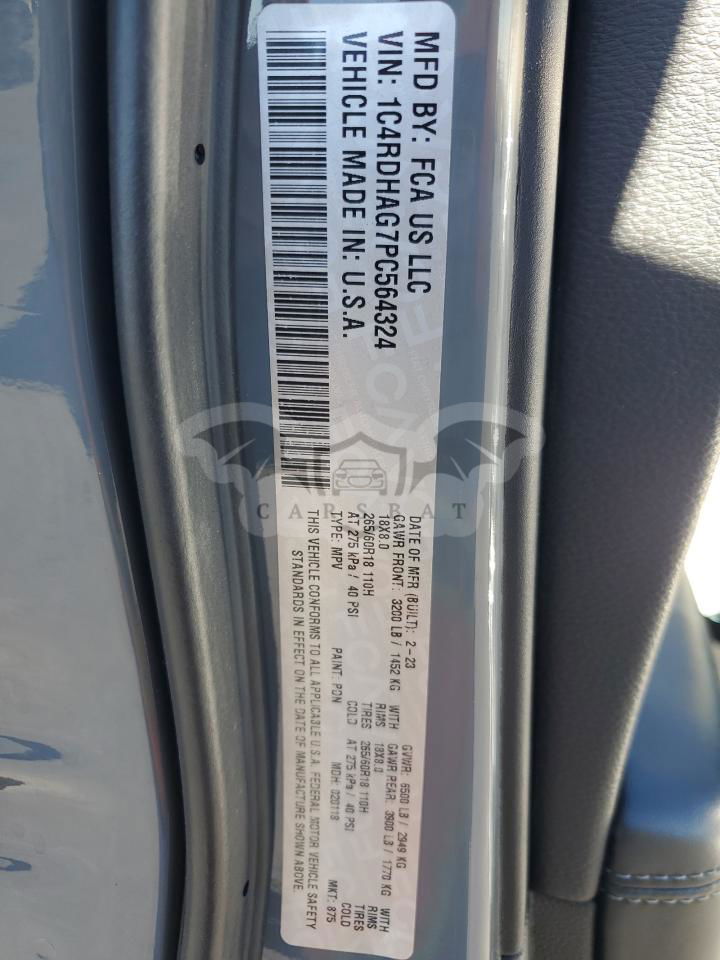 MFD BY: FCA US LLC
VIN: 1C4RDHAG7PC564324
VEHICLE MADE IN: U.S.A.
DATE OF MFR (BUILT): 2-23 GVWR: 6500 LB / 2949 KG
GAWR FRONT: 3200 LB / 1452 KG WITH GAWR REAR: 3900 LB / 1770 KG WITH
18X8.0 RIMS 18X8.0 RIMS
265/60R18 110H TIRES 265/60R18 110H TIRES
AT 275 kPa / 40 PSI COLD AT 275 kPa / 40 PSI COLD
TYPE: MPV PAINT: PDN MDH: 020118 MKT: 875
THIS VEHICLE CONFORMS TO ALL APPLICABLE U.S.A. FEDERAL MOTOR VEHICLE SAFETY
STANDARDS IN EFFECT ON THE DATE OF MANUFACTURE SHOWN ABOVE.
CARSBAT